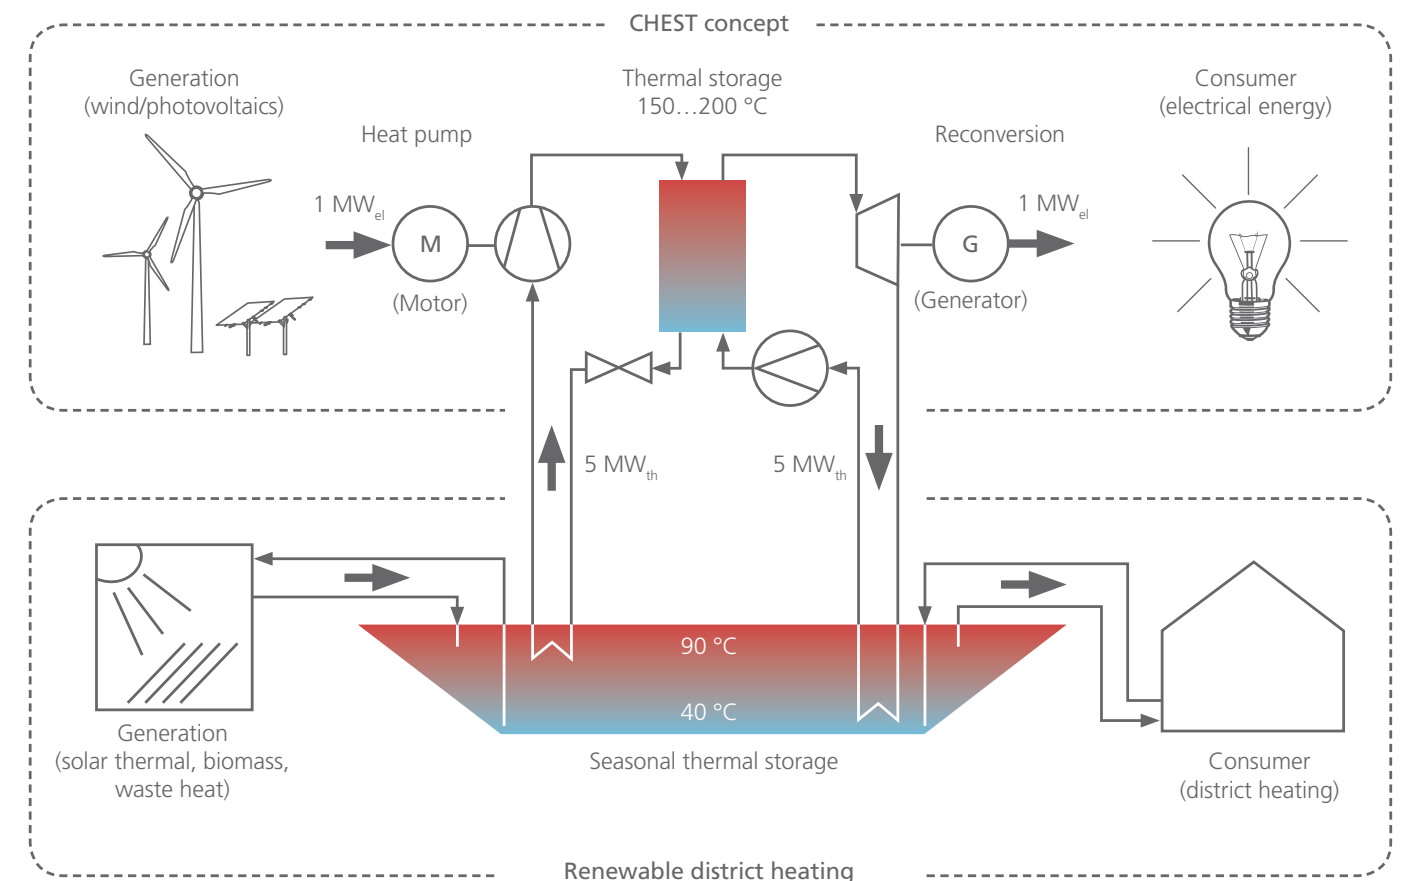 CHEST concept
Generation
(wind/photovoltaics)
Thermal storage
150...200 °C
Consumer
(electrical energy)
Heat pump
Reconversion
1 MWel
M
(Motor)
G
(Generator)
1 MWel
5 MWth
5 MWth
90 °C
40 °C
Generation
(solar thermal, biomass,
waste heat)
Seasonal thermal storage
Consumer
(district heating)
Renewable district heating